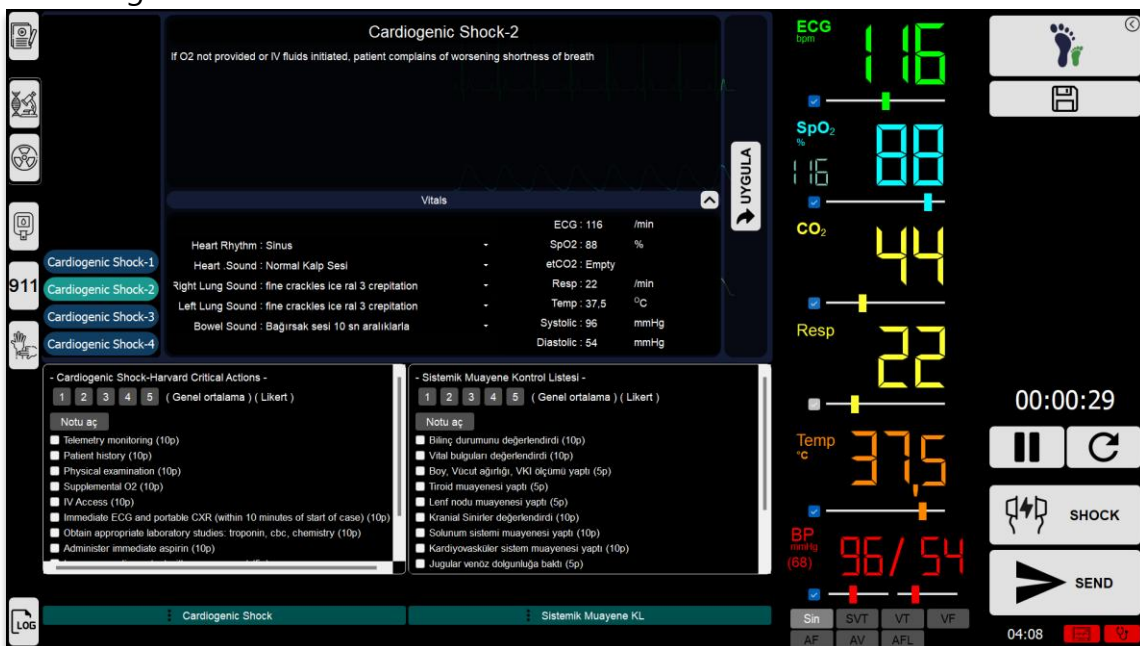 Cardiogenic Shock-2
If O2 not provided or IV fluids initiated, patient complains of worsening shortness of breath
UYGULA
Vitals
ECG : 116 /min
Heart Rhythm : Sinus - SpO2 : 88 %
Heart .Sound : Normal Kalp Sesi - etCO2 : Empty
Right Lung Sound : fine crackles ice ral 3 crepitation - Resp : 22 /min
Left Lung Sound : fine crackles ice ral 3 crepitation - Temp : 37,5 °C
Bowel Sound : Bağırsak sesi 10 sn aralıklarla - Systolic : 96 mmHg
Diastolic : 54 mmHg
911
Cardiogenic Shock-1
Cardiogenic Shock-2
Cardiogenic Shock-3
Cardiogenic Shock-4
- Cardiogenic Shock-Harvard Critical Actions -
1 2 3 4 5 ( Genel ortalama ) ( Likert )
Notu aç
Telemetry monitoring (10p)
Patient history (10p)
Physical examination (10p)
Supplemental O2 (10p)
IV Access (10p)
Immediate ECG and portable CXR (within 10 minutes of start of case) (10p)
Obtain appropriate laboratory studies: troponin, cbc, chemistry (10p)
Administer immediate aspirin (10p)
- Sistemik Muayene Kontrol Listesi -
1 2 3 4 5 ( Genel ortalama ) ( Likert )
Notu aç
Bilinç durumunu değerlendirdi (10p)
Vital bulguları değerlendirdi (10p)
Boy, Vücut ağırlığı, VKI ölçümü yaptı (5p)
Tiroid muayenesi yaptı (5p)
Lenf nodu muayenesi yaptı (5p)
Kranial Sinirler değerlendirdi (10p)
Solunum sistemi muayenesi yaptı (10p)
Kardiyovasküler sistem muayenesi yaptı (10p)
Jugular venöz dolgunluğa baktı (5p)
LOG
Cardiogenic Shock
Sistemik Muayene KL
ECG
bpm
116
SpO2
%
116
88
CO2
44
Resp
22
Temp
°C
37,5
BP
mmHg
(68)
96/ 54
Sin SVT VT VF
AF AV AFL
00:00:29
SHOCK
SEND
04:08